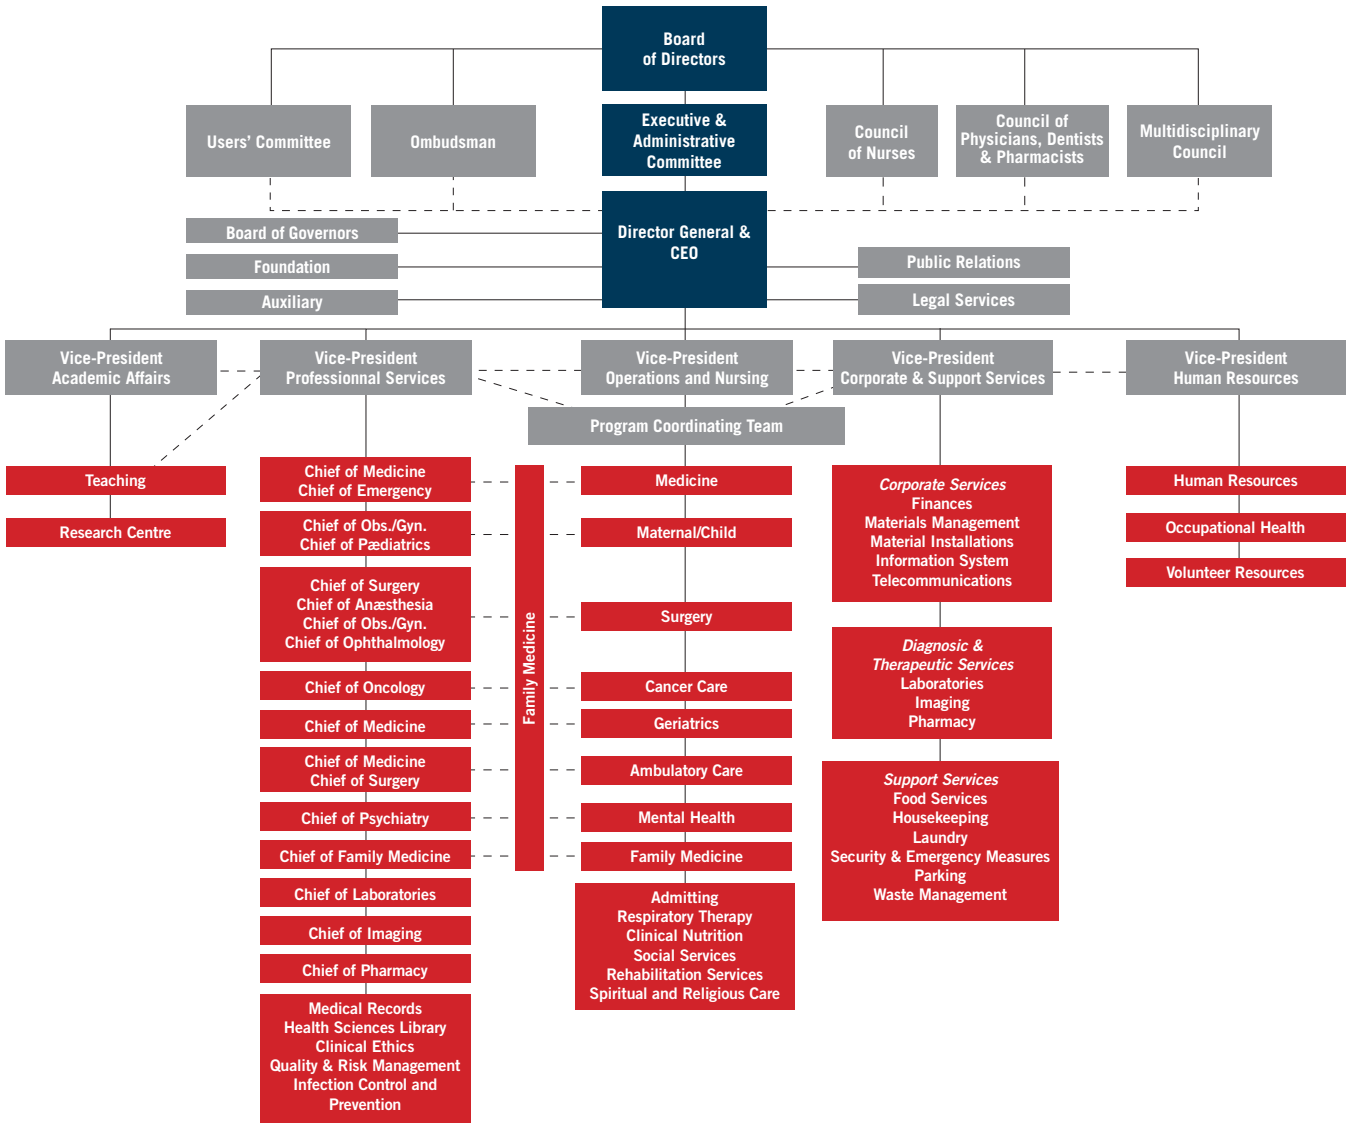 Board
of Directors
Users' Committee
Ombudsman
Executive &
Administrative
Committee
Council
of Nurses
Council of
Physicians, Dentists
& Pharmacists
Multidisciplinary
Council
Board of Governors
Foundation
Auxiliary
Director General &
CEO
Public Relations
Legal Services
Vice-President
Academic Affairs
Vice-President
Professionnal Services
Vice-President
Operations and Nursing
Vice-President
Corporate & Support Services
Vice-President
Human Resources
Program Coordinating Team
Teaching
Research Centre
Chief of Medicine
Chief of Emergency
Chief of Obs./Gyn.
Chief of Pædiatrics
Chief of Surgery
Chief of Anæsthesia
Chief of Obs./Gyn.
Chief of Ophthalmology
Chief of Oncology
Chief of Medicine
Chief of Medicine
Chief of Surgery
Chief of Psychiatry
Chief of Family Medicine
Chief of Laboratories
Chief of Imaging
Chief of Pharmacy
Medical Records
Health Sciences Library
Clinical Ethics
Quality & Risk Management
Infection Control and
Prevention
Family Medicine
Medicine
Maternal/Child
Surgery
Cancer Care
Geriatrics
Ambulatory Care
Mental Health
Family Medicine
Admitting
Respiratory Therapy
Clinical Nutrition
Social Services
Rehabilitation Services
Spiritual and Religious Care
Corporate Services
Finances
Materials Management
Material Installations
Information System
Telecommunications
Diagnosic &
Therapeutic Services
Laboratories
Imaging
Pharmacy
Support Services
Food Services
Housekeeping
Laundry
Security & Emergency Measures
Parking
Waste Management
Human Resources
Occupational Health
Volunteer Resources